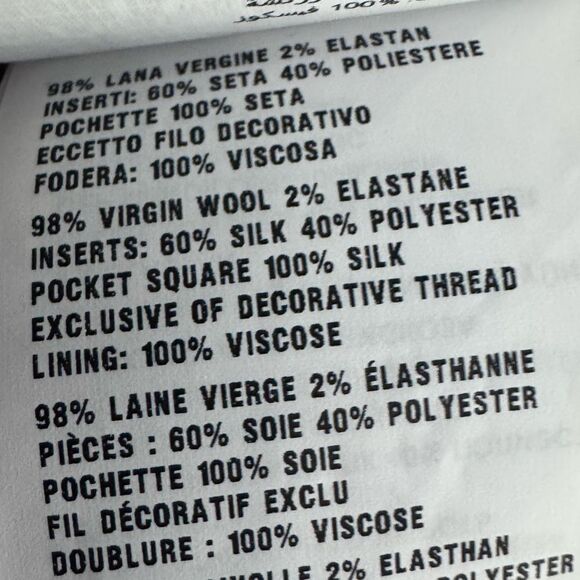 100%
98% LANA VERGINE 2% ELASTAN
INSERTI: 60% SETA 40% POLIESTERE
POCHETTE 100% SETA
ECCETTO FILO DECORATIVO
FODERA: 100% VISCOSA
98% VIRGIN WOOL 2% ELASTANE
INSERTS: 60% SILK 40% POLYESTER
POCKET SQUARE 100% SILK
EXCLUSIVE OF DECORATIVE THREAD
LINING: 100% VISCOSE
98% LAINE VIERGE 2% ÉLASTHANNE
PIÈCES : 60% SOIE 40% POLYESTER
POCHETTE 100% SOIE
FIL DÉCORATIF EXCLU
DOUBLURE : 100% VISCOSE
2% ELASTHAN
POLYESTER